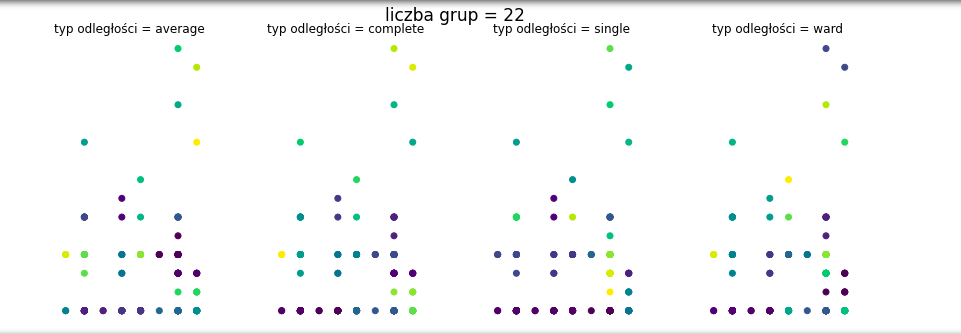 liczba grup = 22
typ odległości = average
typ odległości = complete
typ odległości = single
typ odległości = ward